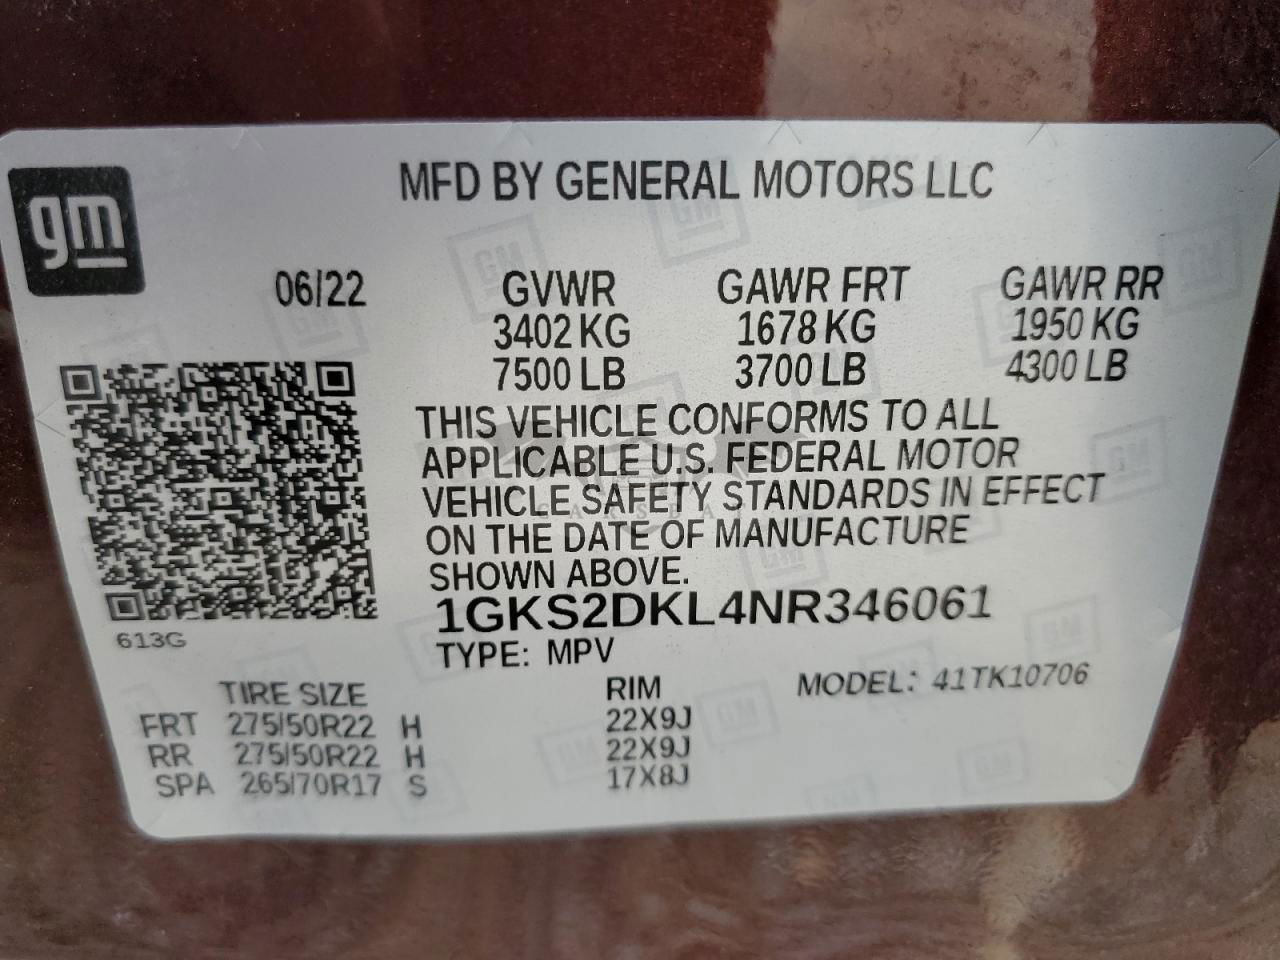 gm
MFD BY GENERAL MOTORS LLC
06/22 GVWR GAWR FRT GAWR RR
3402 KG 1678 KG 1950 KG
7500 LB 3700 LB 4300 LB
THIS VEHICLE CONFORMS TO ALL
APPLICABLE U.S. FEDERAL MOTOR
VEHICLE SAFETY STANDARDS IN EFFECT
ON THE DATE OF MANUFACTURE
SHOWN ABOVE.
1GKS2DKL4NR346061
613G
TYPE: MPV
TIRE SIZE RIM MODEL: 41TK10706
FRT 275/50R22 H 22X9J
RR 275/50R22 H 22X9J
SPA 265/70R17 S 17X8J